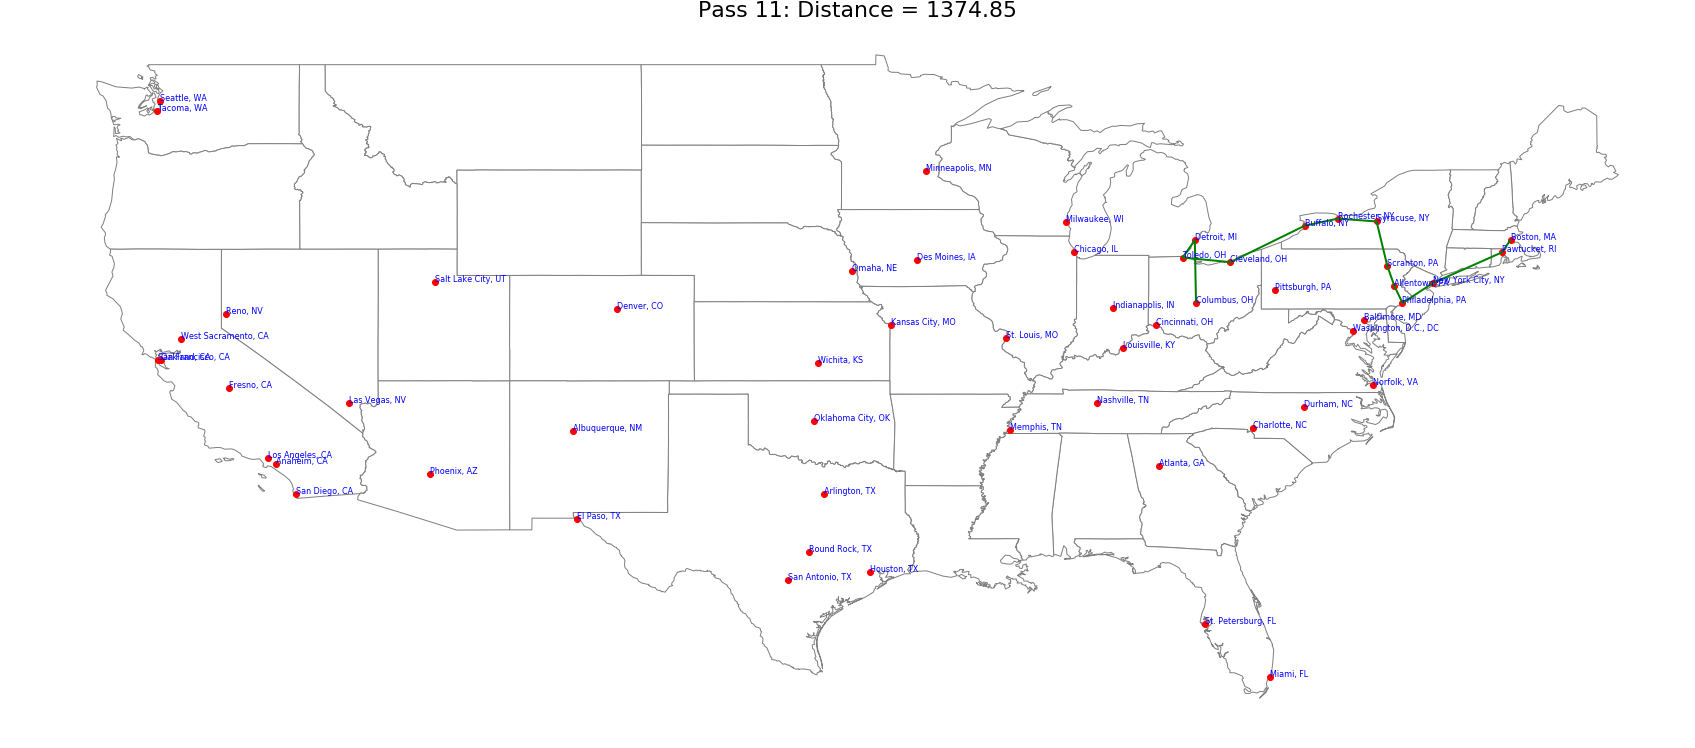 Pass 11: Distance = 1374.85
Seattle, WA
Tacoma, WA
Minneapolis, MN
Milwaukee, WI
Rochester, NY
Syracuse, NY
Buffalo, NY
Detroit, MI
Boston, MA
Chicago, IL
Pawtucket, RI
Toledo, OH
Cleveland, OH
Des Moines, IA
Scranton, PA
Omaha, NE
Salt Lake City, UT
New York City, NY
Allentown, PA
Pittsburgh, PA
Columbus, OH
Philadelphia, PA
Denver, CO
Indianapolis, IN
Reno, NV
Baltimore, MD
Kansas City, MO
Cincinnati, OH
Washington, D.C., DC
West Sacramento, CA
St. Louis, MO
Louisville, KY
San Francisco, CA
Wichita, KS
Fresno, CA
Norfolk, VA
Las Vegas, NV
Nashville, TN
Durham, NC
Oklahoma City, OK
Albuquerque, NM
Memphis, TN
Charlotte, NC
Los Angeles, CA
Anaheim, CA
Atlanta, GA
Phoenix, AZ
San Diego, CA
Arlington, TX
El Paso, TX
Round Rock, TX
Houston, TX
San Antonio, TX
St. Petersburg, FL
Miami, FL